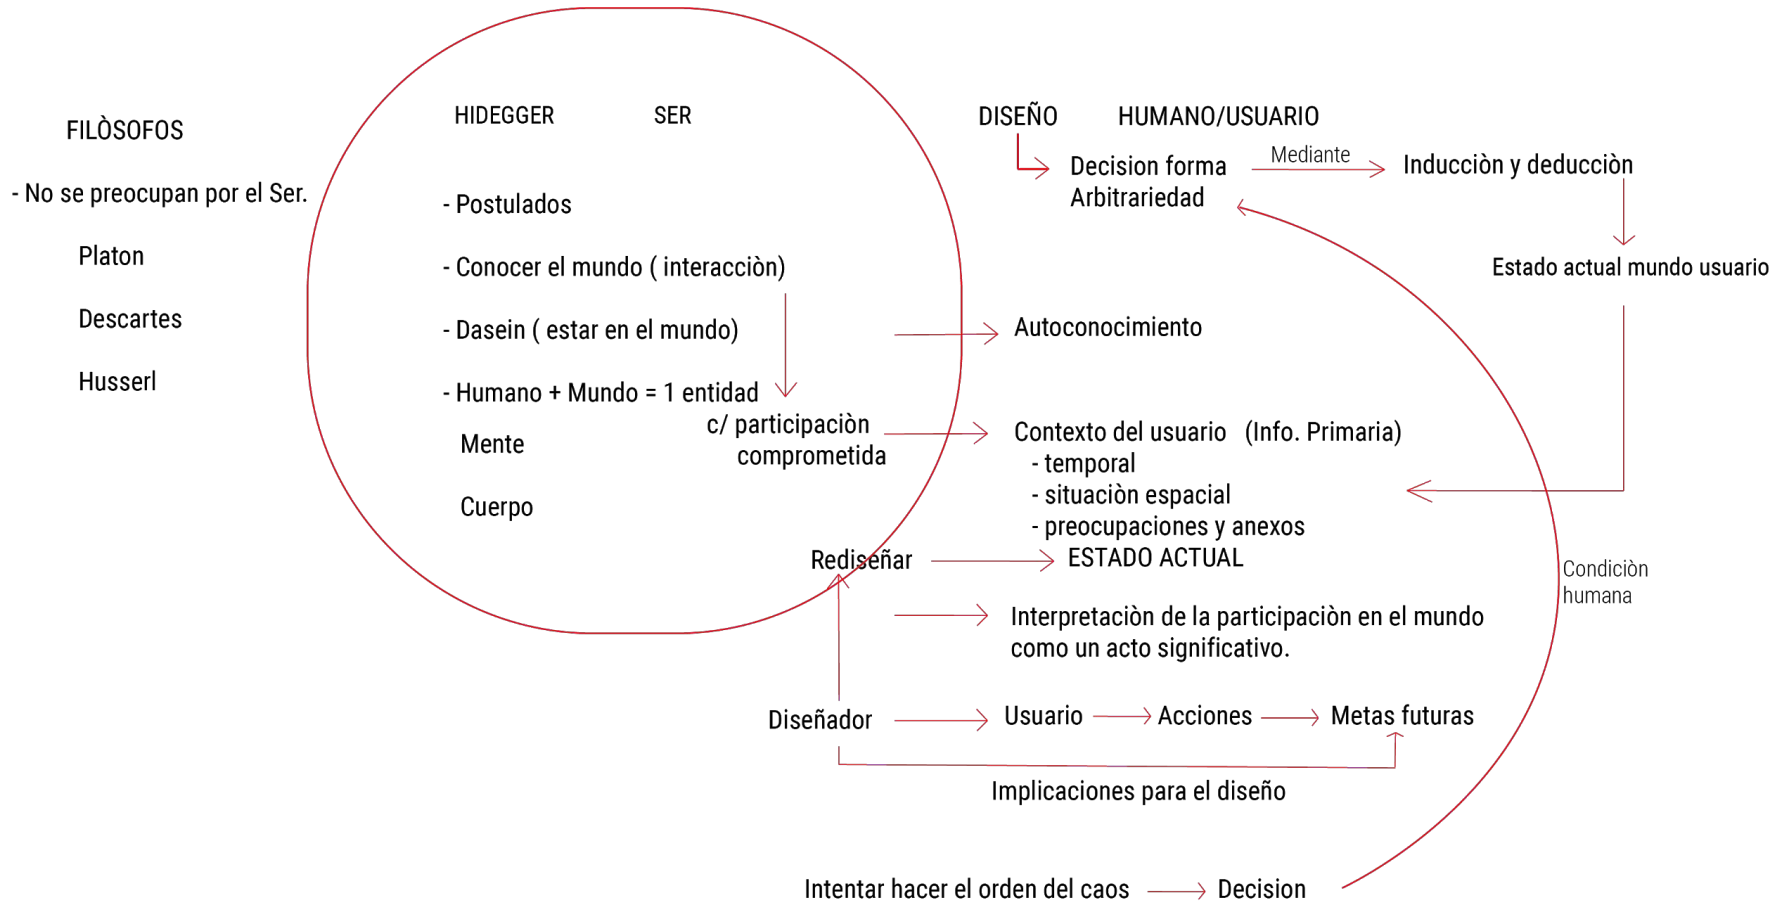 FILÒSOFOS
- No se preocupan por el Ser.
Platon
Descartes
Husserl
HIDEGGER
SER
- Postulados
- Conocer el mundo ( interacciòn)
- Dasein ( estar en el mundo)
- Humano + Mundo = 1 entidad
c/ participaciòn
comprometida
Mente
Cuerpo
DISEÑO
HUMANO/USUARIO
Decision forma
Arbitrariedad
Mediante
Inducciòn y deducciòn
Estado actual mundo usuario
Autoconocimiento
Contexto del usuario (Info. Primaria)
- temporal
- situaciòn espacial
- preocupaciones y anexos
Rediseñar
ESTADO ACTUAL
Condiciòn
humana
Interpretaciòn de la participaciòn en el mundo
como un acto significativo.
Diseñador
Usuario
Acciones
Metas futuras
Implicaciones para el diseño
Intentar hacer el orden del caos
Decision